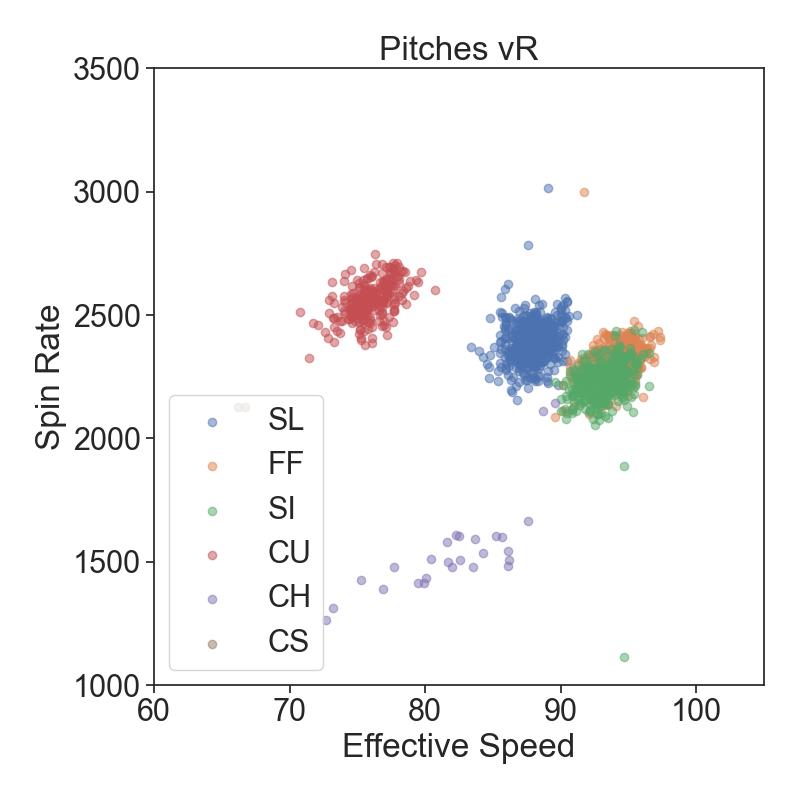 Pitches vR
3500
3000
2500
2000
1500
1000
Spin Rate
SL
FF
SI
CU
CH
CS
60 70 80 90 100
Effective Speed